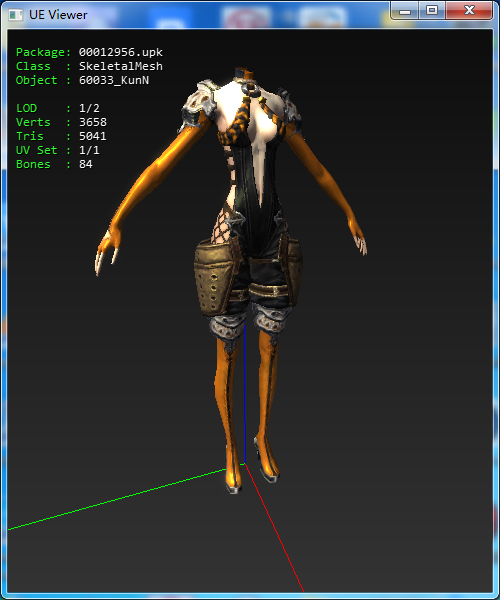 UE Viewer
Package: 00012956.upk
Class : SkeletalMesh
Object : 60033_KunN
LOD : 1/2
Verts : 3658
Tris : 5041
UV Set : 1/1
Bones : 84